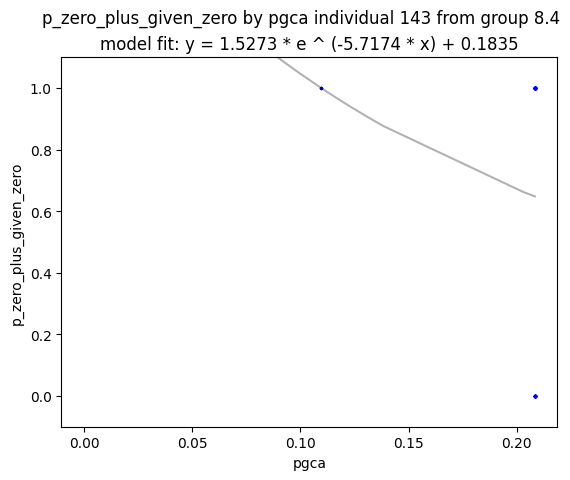 p_zero_plus_given_zero by pgca individual 143 from group 8.4
model fit: y = 1.5273 * e ^ (-5.7174 * x) + 0.1835
1.0
0.8
0.6
0.4
0.2
0.0
p_zero_plus_given_zero
0.00 0.05 0.10 0.15 0.20
pgca